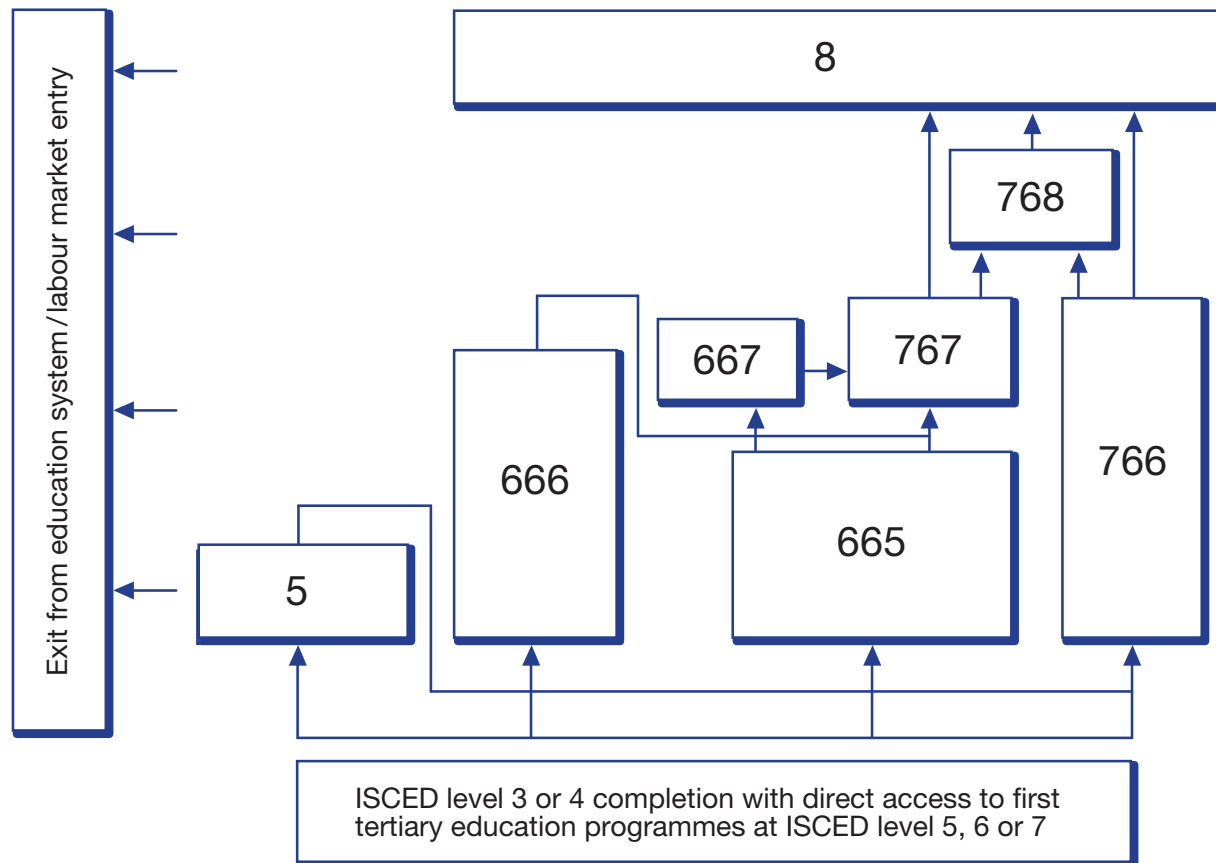 Exit from education system/labour market entry
8
768
667
767
666
766
665
5
ISCED level 3 or 4 completion with direct access to first
tertiary education programmes at ISCED level 5, 6 or 7